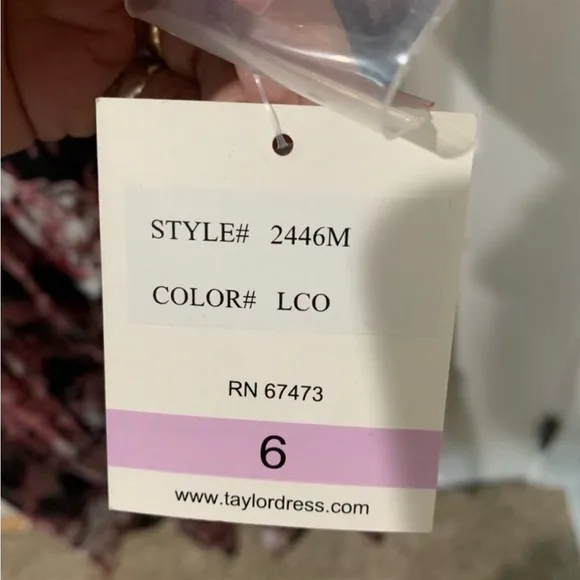 STYLE# 2446M
COLOR# LCO
RN 67473
6
www.taylordress.com